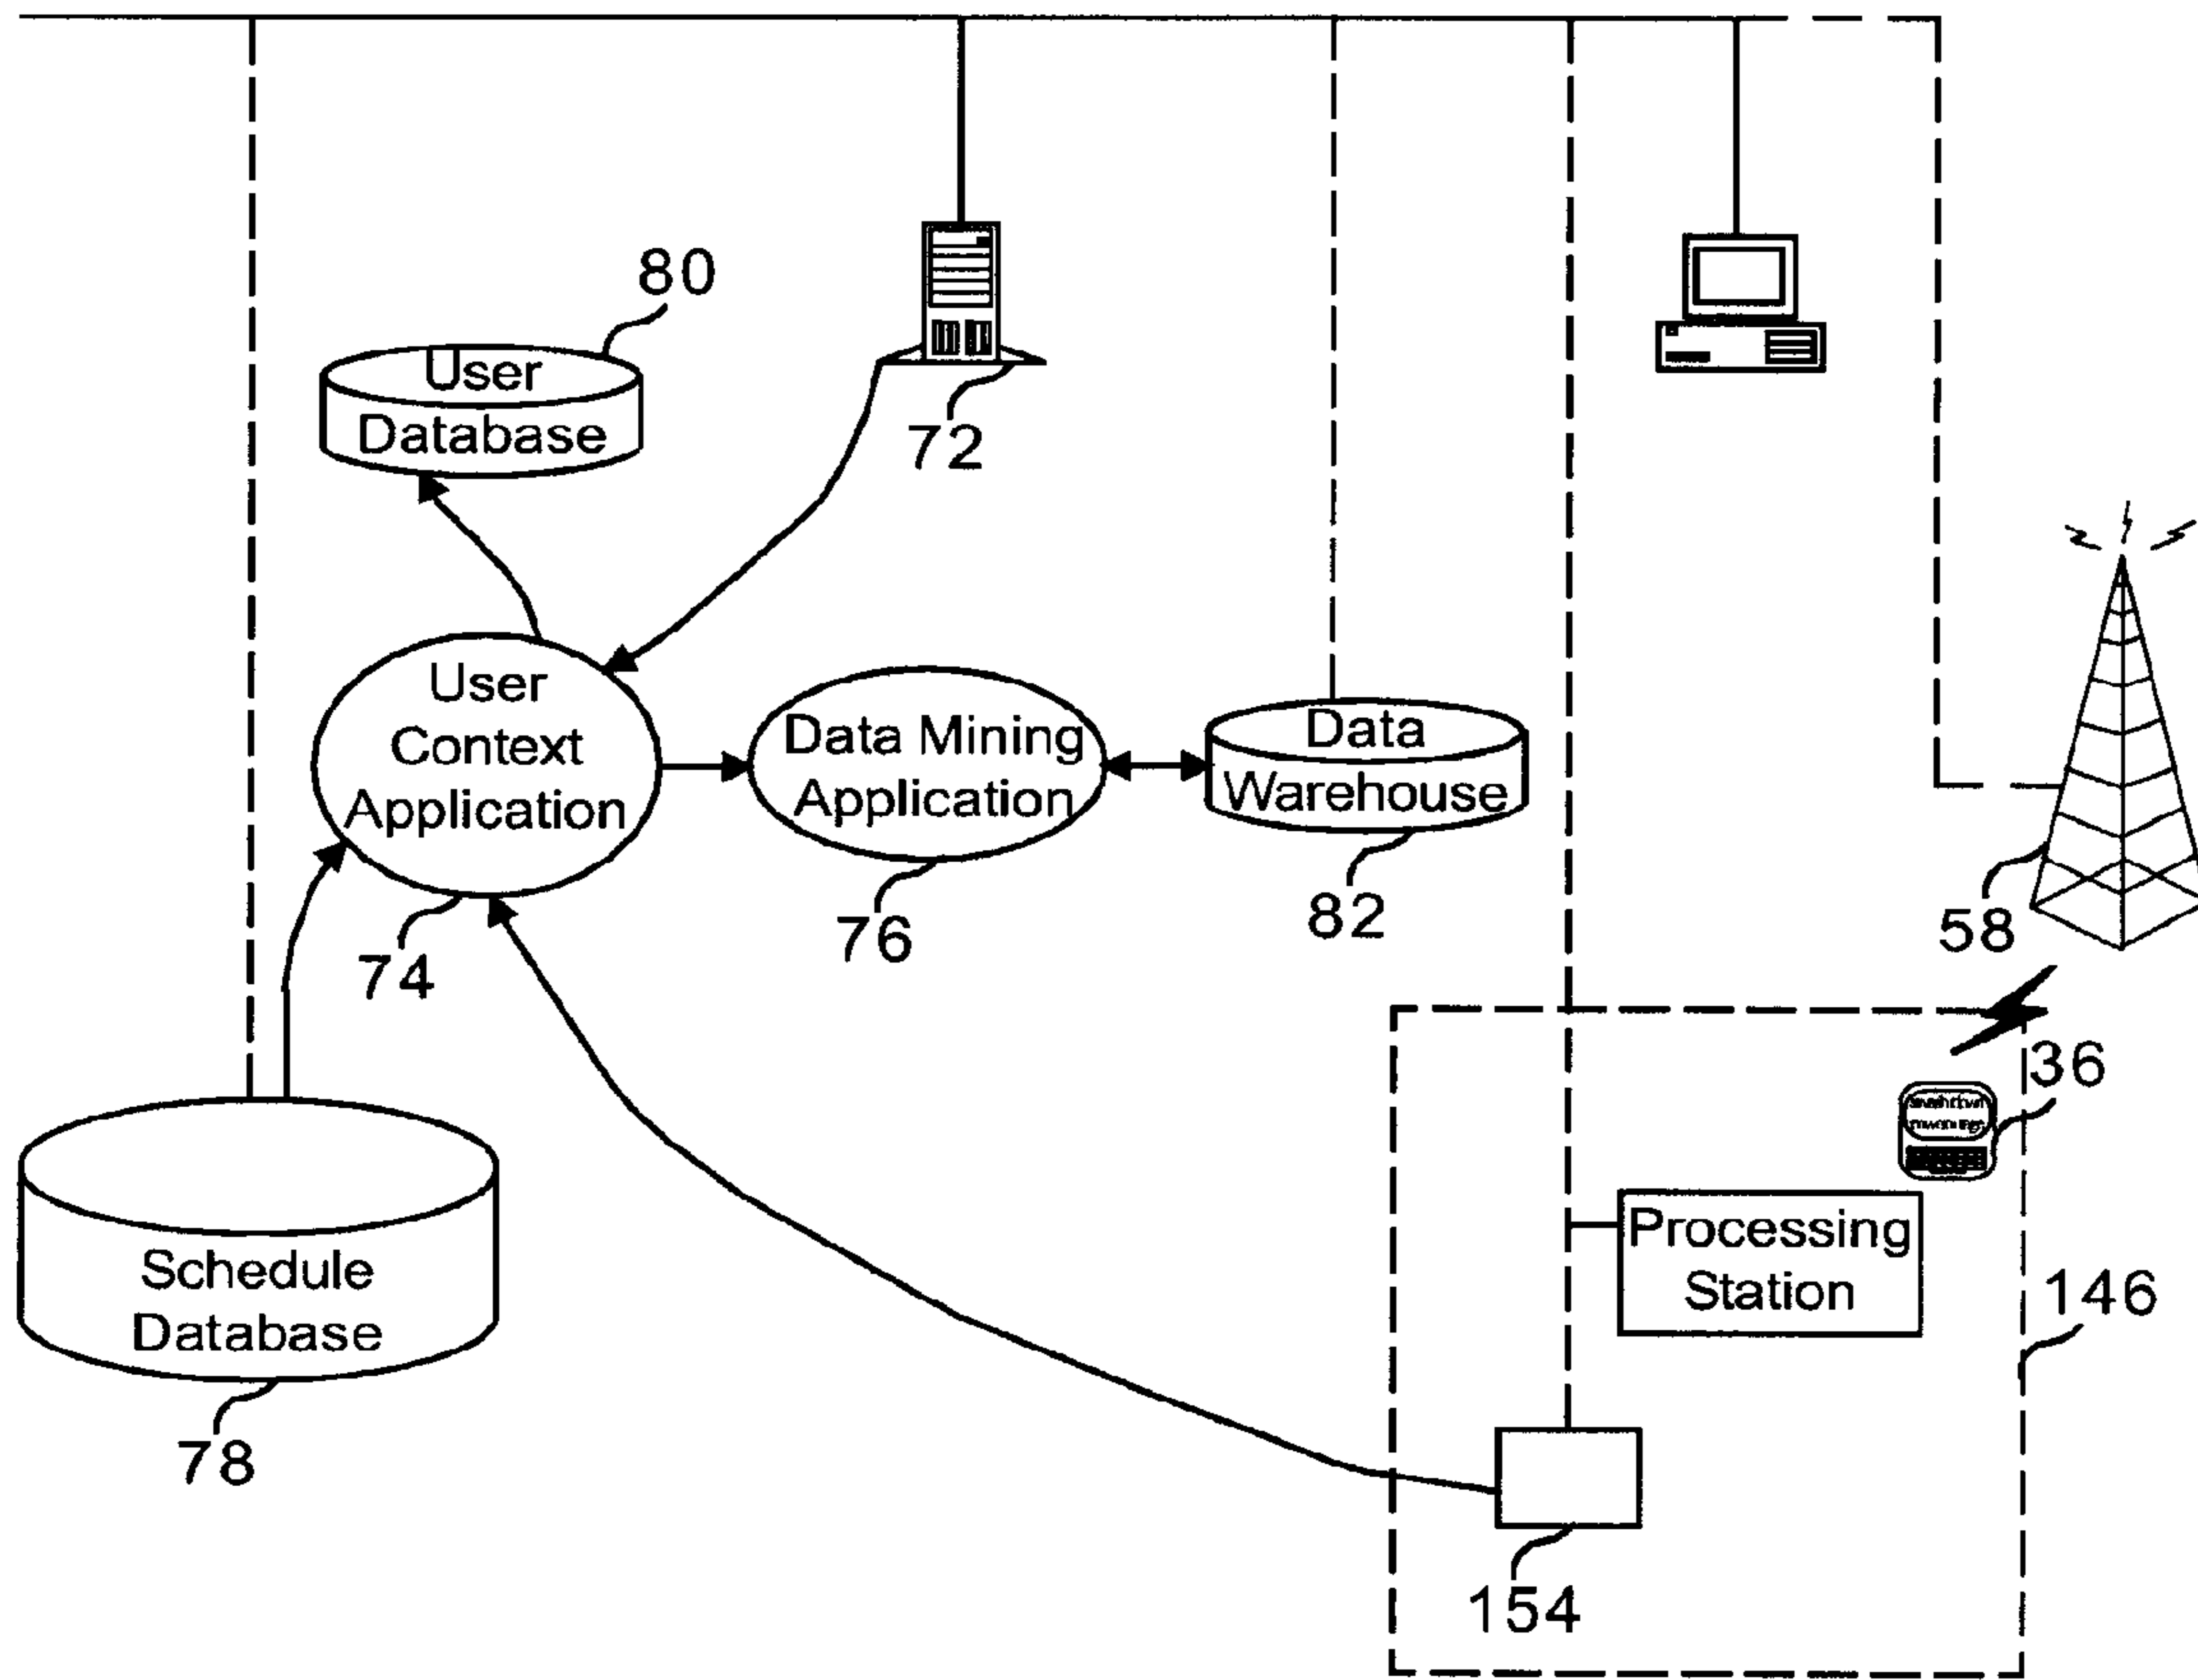 80
User
Database
72
User
Context
Application
74
Data Mining
Application
76
Data
Warehouse
82
58
36
Processing
Station
146
Schedule
Database
78
154